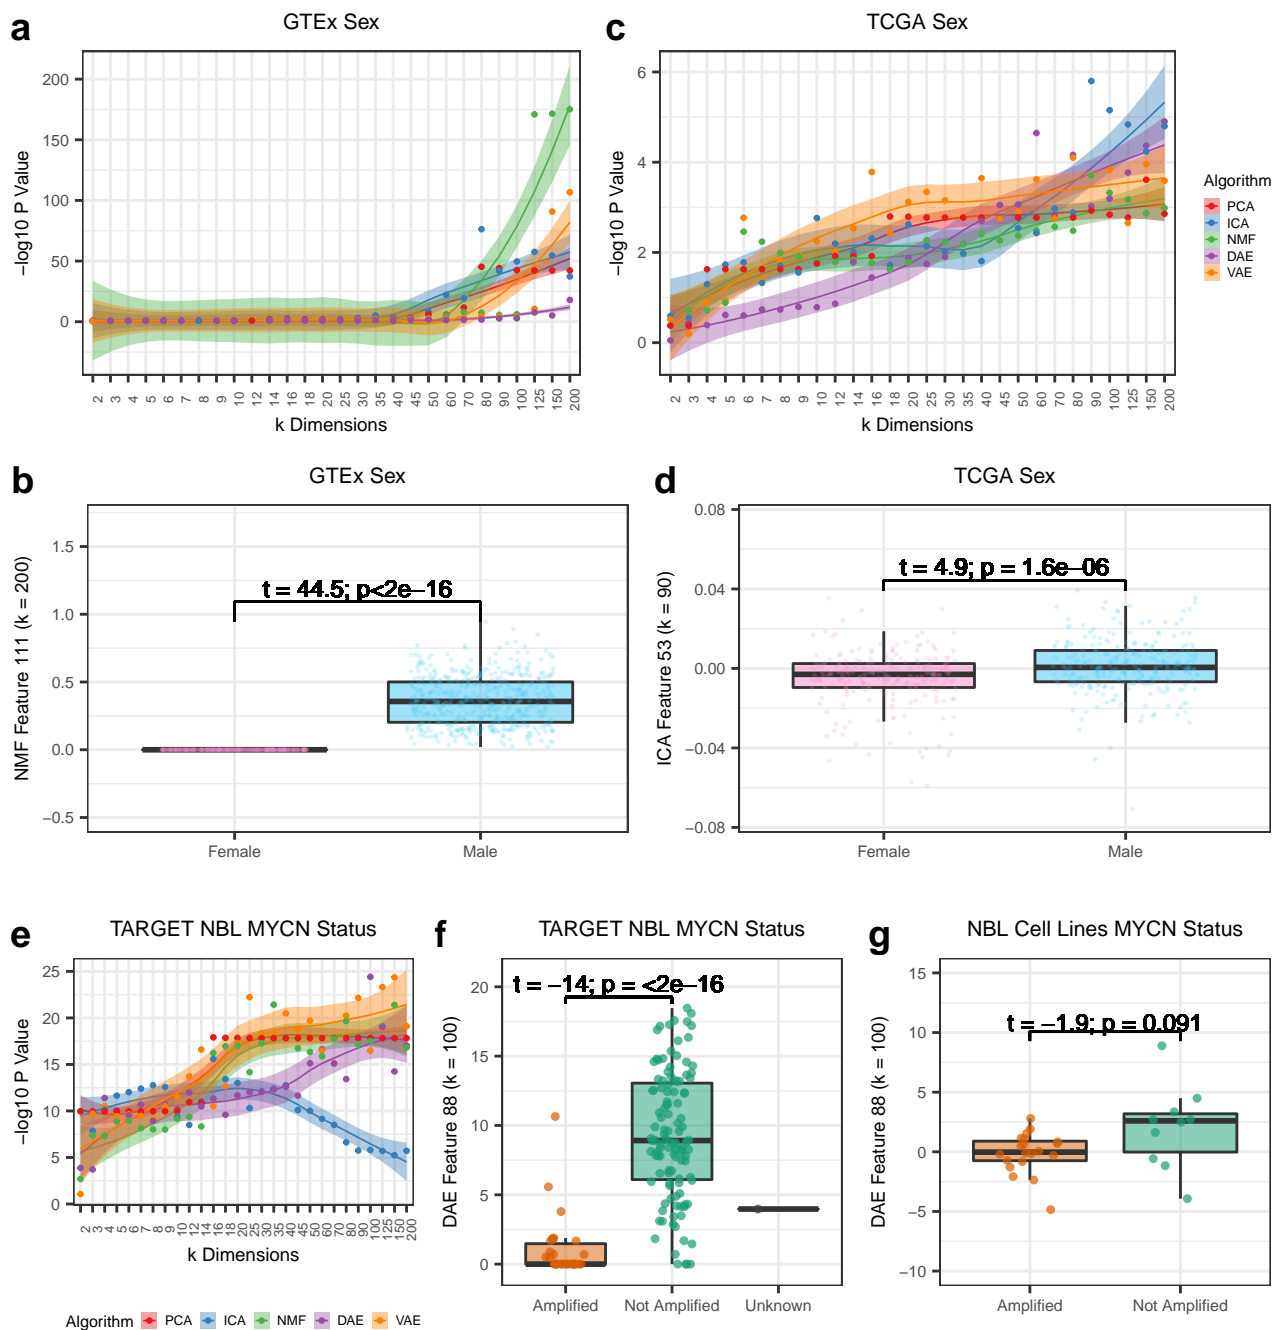 a
GTEx Sex
−log10 P Value
200
150
100
50
0
2 3 4 5 6 7 8 9 10 12 14 16 18 20 25 30 35 40 45 50 60 70 80 90 100 125 150 200
k Dimensions
c
TCGA Sex
−log10 P Value
6
4
2
0
2 3 4 5 6 7 8 9 10 12 14 16 18 20 25 30 35 40 45 50 60 70 80 90 100 125 150 200
k Dimensions
Algorithm
PCA
ICA
NMF
DAE
VAE
b
GTEx Sex
NMF Feature 111 (k = 200)
1.5
1.0
0.5
0.0
−0.5
t = 44.5; p<2e−16
Female Male
d
TCGA Sex
ICA Feature 53 (k = 90)
0.08
0.04
0.00
−0.04
−0.08
t = 4.9; p = 1.6e−06
Female Male
e
TARGET NBL MYCN Status
−log10 P Value
25
20
15
10
5
0
2 3 4 5 6 7 8 9 10 12 14 16 18 20 25 30 35 40 45 50 60 70 80 90 100 125 150 200
k Dimensions
Algorithm PCA ICA NMF DAE VAE
f
TARGET NBL MYCN Status
DAE Feature 88 (k = 100)
20
15
10
5
0
t = −14; p = <2e−16
Amplified Not Amplified Unknown
g
NBL Cell Lines MYCN Status
DAE Feature 88 (k = 100)
15
10
5
0
−5
−10
t = −1.9; p = 0.091
Amplified Not Amplified